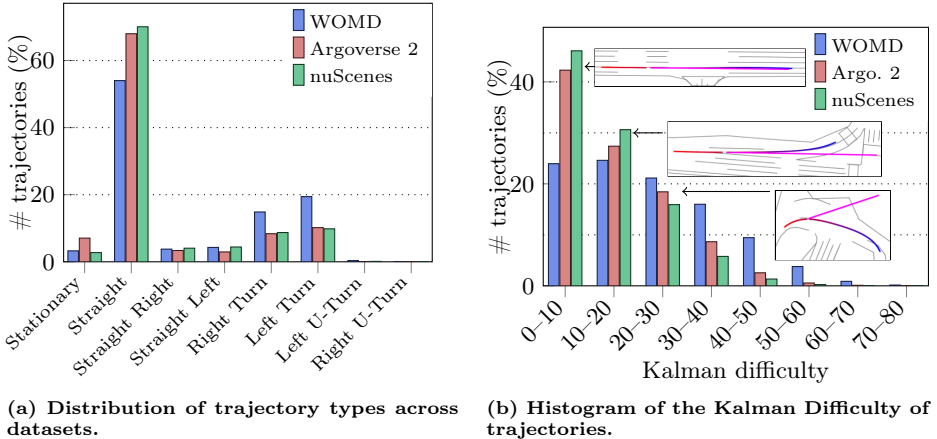 WOMD
Argoverse 2
nuScenes
# trajectories (%)
60
40
20
0
Stationary
Straight
Straight Right
Straight Left
Right Turn
Left Turn
Left U-Turn
Right U-Turn
(a) Distribution of trajectory types across
datasets.
WOMD
Argo. 2
nuScenes
# trajectories (%)
40
20
0
0–10
10–20
20–30
30–40
40–50
50–60
60–70
70–80
Kalman difficulty
(b) Histogram of the Kalman Difficulty of
trajectories.